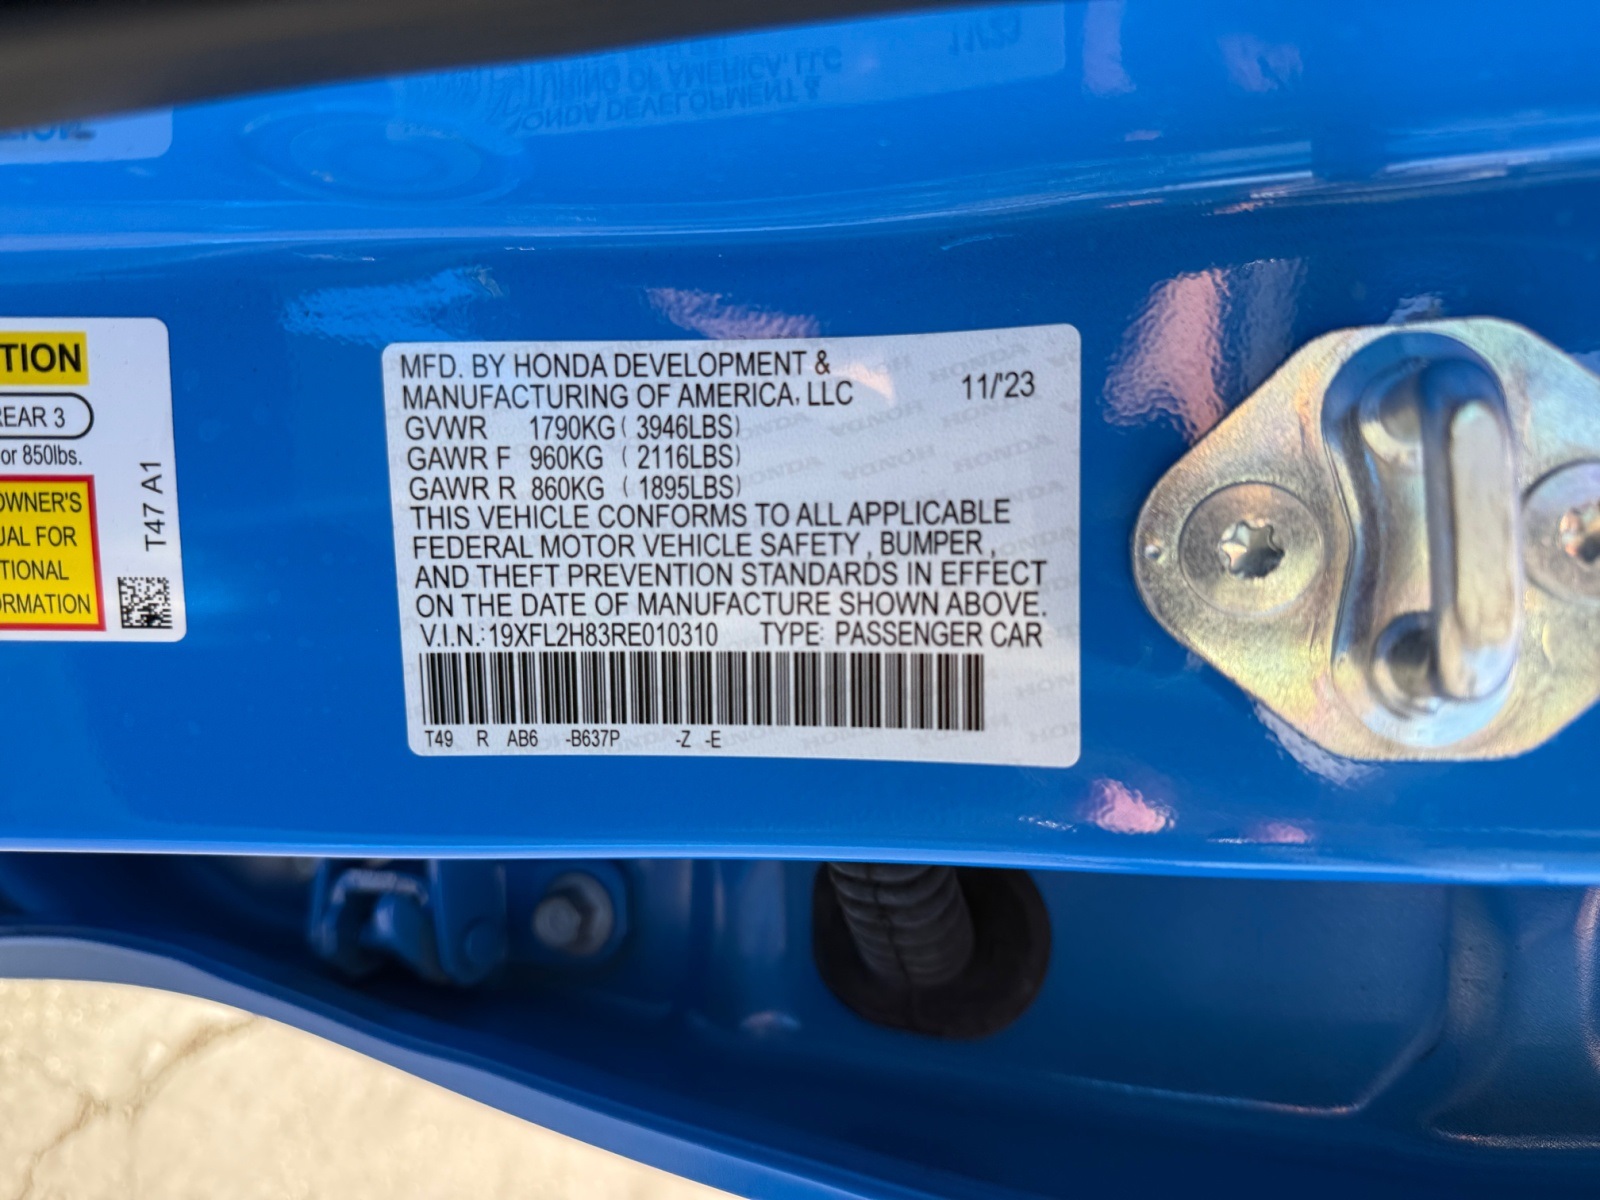 TION
REAR 3
or 850lbs.
OWNER'S
UAL FOR
TIONAL
ORMATION
T47 A1
MFD. BY HONDA DEVELOPMENT &
MANUFACTURING OF AMERICA, LLC 11/'23
GVWR 1790KG ( 3946LBS)
GAWR F 960KG ( 2116LBS)
GAWR R 860KG ( 1895LBS)
THIS VEHICLE CONFORMS TO ALL APPLICABLE
FEDERAL MOTOR VEHICLE SAFETY , BUMPER ,
AND THEFT PREVENTION STANDARDS IN EFFECT
ON THE DATE OF MANUFACTURE SHOWN ABOVE.
V.I.N.: 19XFL2H83RE010310 TYPE: PASSENGER CAR
T49 R AB6 -B637P -Z -E